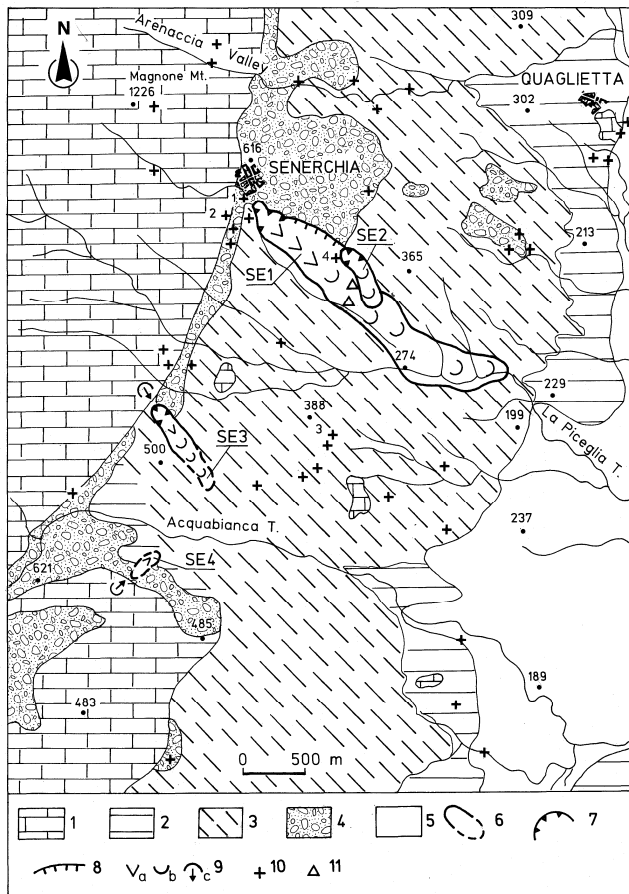 309
N
Arenaccia Valley
Magnone Mt.
1226
QUAGLIETTA
302
616
SENERCHIA
1
2
SE2
213
4
SE1
365
274
229
199
La Piceglia T.
388
3
SE3
500
Acquabianca T.
237
SE4
621
485
189
483
0 500 m
1 2 3 4 5 6 7
8 a b c 9 10 11